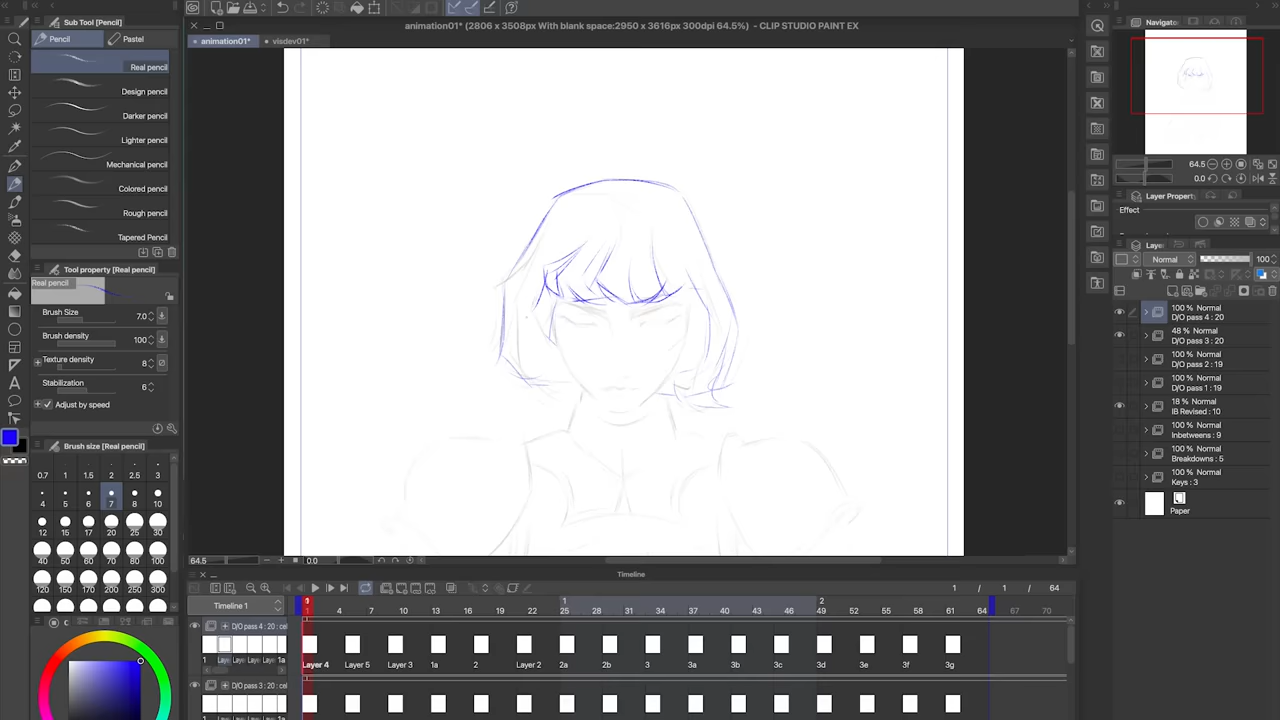 Sub Tool [Pencil]
Pencil
Pastel
Real pencil
Design pencil
Darker pencil
Lighter pencil
Mechanical pencil
Colored pencil
Rough pencil
Tapered Pencil
Tool property [Real pencil]
Real pencil
Brush Size 7.0
Brush density 100
Texture density 8
Stabilization 6
Adjust by speed
Brush size [Real pencil]
0.7 1 1.5 2 2.5 3
4 5 6 7 8 10
12 15 17 20 25 30
40 50 60 70 80 100
120 150 170 200 250 300
animation01* (2806 x 3508px With blank space:2950 x 3616px 300dpi 64.5%) - CLIP STUDIO PAINT EX
animation01*
visdev01*
64.5
0.0
Timeline
1 / 1 / 64
Timeline 1
1 2
1 4 7 10 13 16 19 22 25 28 31 34 37 40 43 46 49 52 55 58 61 64 67 70
D/O pass 4 : 20 : cel
1
1a
Layer 4 Layer 5 Layer 3 1a 2 Layer 2 2a 2b 3 3a 3b 3c 3d 3e 3f 3g
D/O pass 3 : 20 : cel
Navigator
64.5
0.0
Layer Property
Effect
Layer
Normal 100
100% Normal
D/O pass 4 : 20
48 % Normal
D/O pass 3 : 20
100 % Normal
D/O pass 2 : 19
100 % Normal
D/O pass 1 : 19
18 % Normal
IB Revised : 10
100 % Normal
Inbetweens : 9
100 % Normal
Breakdowns : 5
100 % Normal
Keys : 3
Paper